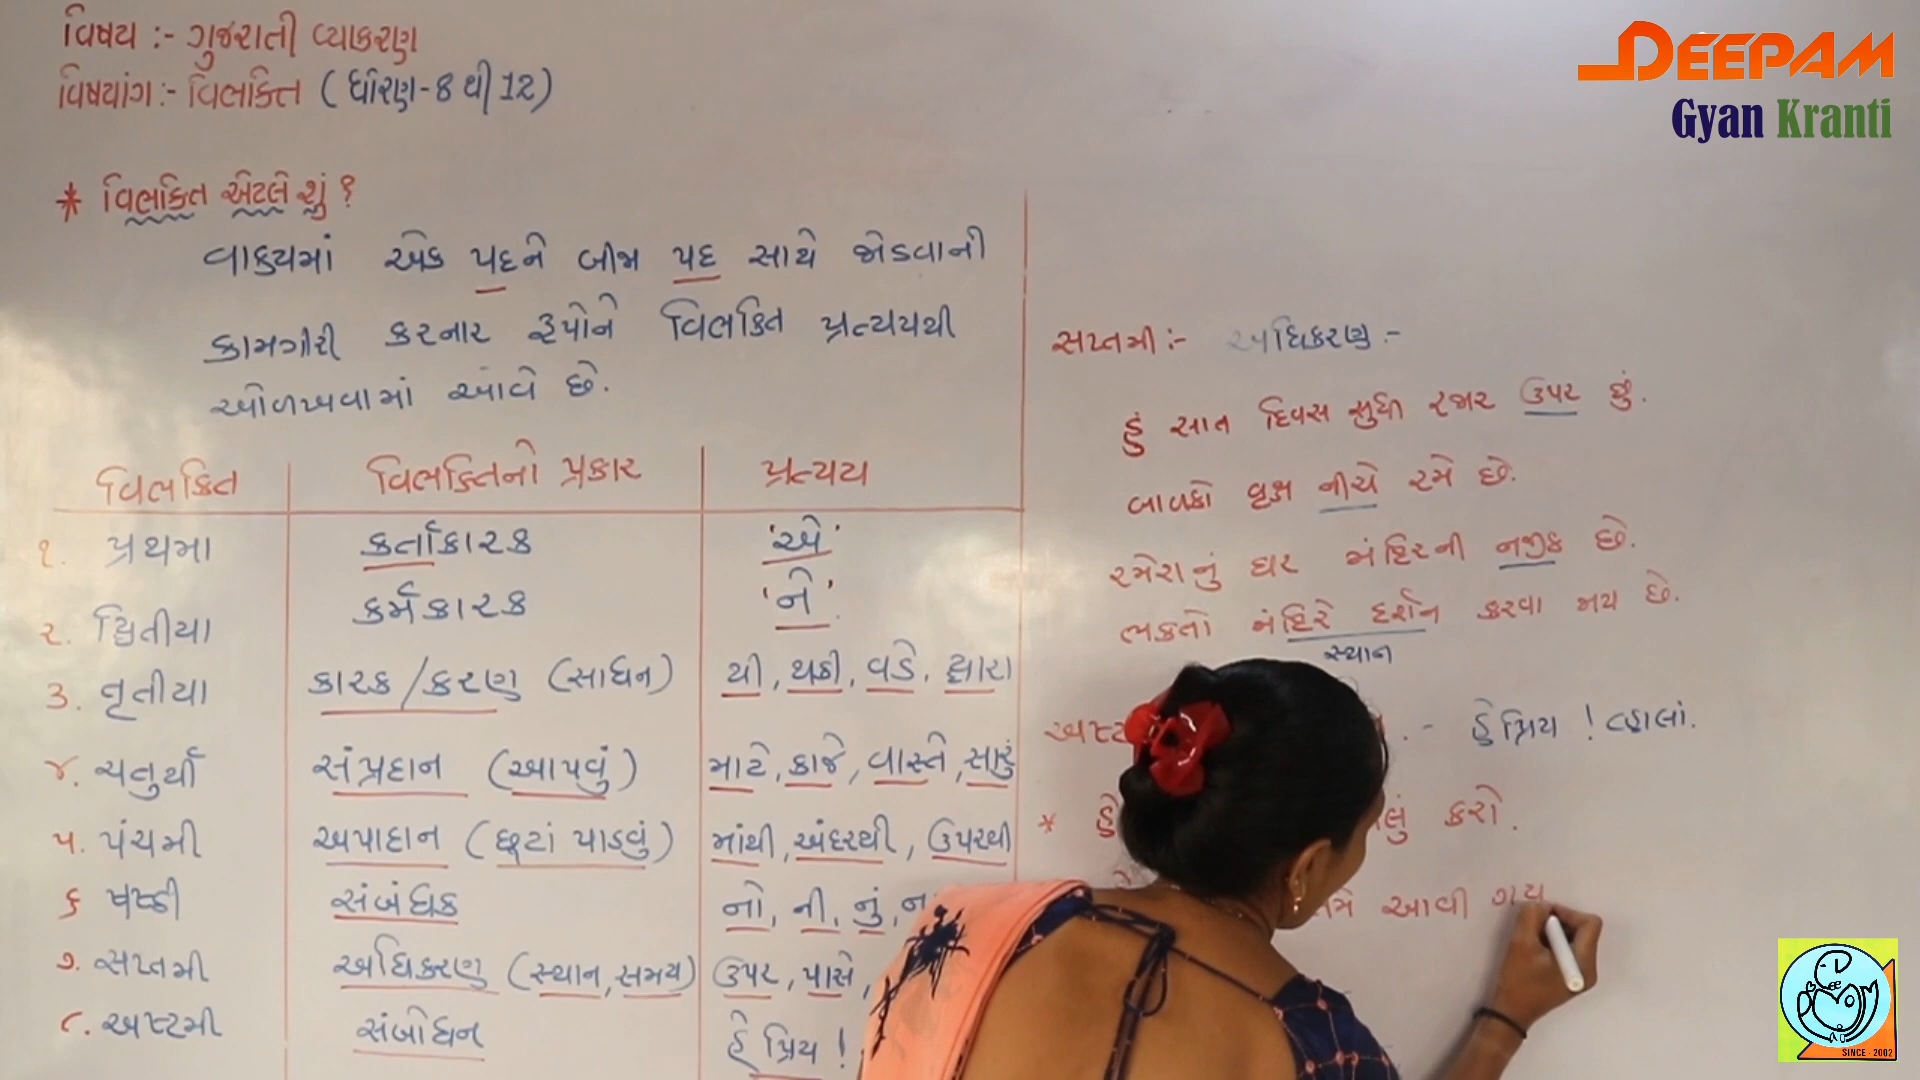 વિષય :- ગુજરાતી વ્યાકરણ
વિષયાંગ :- વિભક્તિ ( ધોરણ-8 થી 12 )
* વિભક્તિ એટલે શું ?
વાક્યમાં એક પદને બીજા પદ સાથે જોડવાની
કામગીરી કરનાર રૂપોને વિભક્તિ પ્રત્યયથી
ઓળખવામાં આવે છે.
વિભક્તિ વિભક્તિનો પ્રકાર પ્રત્યય
૧. પ્રથમા કર્તાકારક 'એ'
૨. દ્વિતીયા કર્મકારક 'ને'
૩. તૃતીયા કારક/કરણ (સાધન) થી, થકી, વડે, દ્વારા
૪. ચતુર્થી સંપ્રદાન (આપવું) માટે, કાજે, વાસ્તે, સારું
૫. પંચમી અપાદાન (છૂટાં પાડવું) માંથી, અંદરથી, ઉપરથી
૬ ષષ્ઠી સંબંધક નો, ની, નું,
૭. સપ્તમી અધિકરણ (સ્થાન, સમય) ઉપર, પાસે,
૮. અષ્ટમી સંબોધન હે પ્રિય !
સપ્તમી :- અધિકરણ :-
હું સાત દિવસ સુધી રજાર ઉપર છું.
બાળકો વૃક્ષ નીચે રમે છે.
રમેશનું ઘર મંદિરની નજીક છે.
ભક્તો મંદિરે દર્શન કરવા જાય છે.
સ્થાન
- હે પ્રિય ! વ્હાલાં.
* કરો.
આવી ગય
DEEPAM
Gyan Kranti
SINCE - 2002